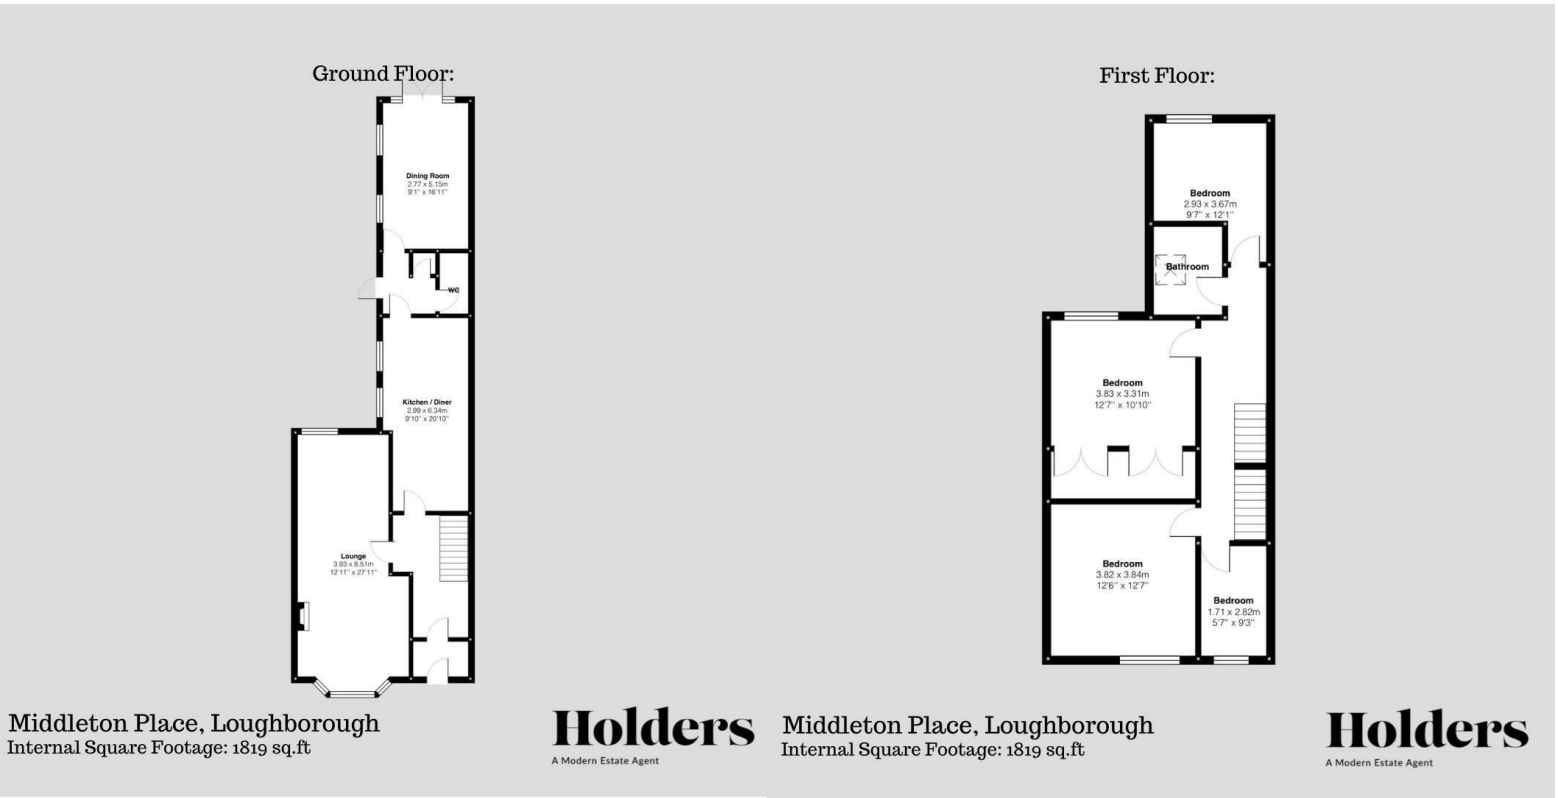 Ground Floor:
Dining Room
2.77 x 5.15m
9'1" x 16'11"
WC
Kitchen / Diner
2.99 x 6.34m
9'10" x 20'10"
Lounge
3.93 x 8.51m
12'11" x 27'11"
Middleton Place, Loughborough
Internal Square Footage: 1819 sq.ft
Holders
A Modern Estate Agent
First Floor:
Bedroom
2.93 x 3.67m
9'7" x 12'1"
Bathroom
Bedroom
3.83 x 3.31m
12'7" x 10'10"
Bedroom
3.82 x 3.84m
12'6" x 12'7"
Bedroom
1.71 x 2.82m
5'7" x 9'3"
Middleton Place, Loughborough
Internal Square Footage: 1819 sq.ft
Holders
A Modern Estate Agent